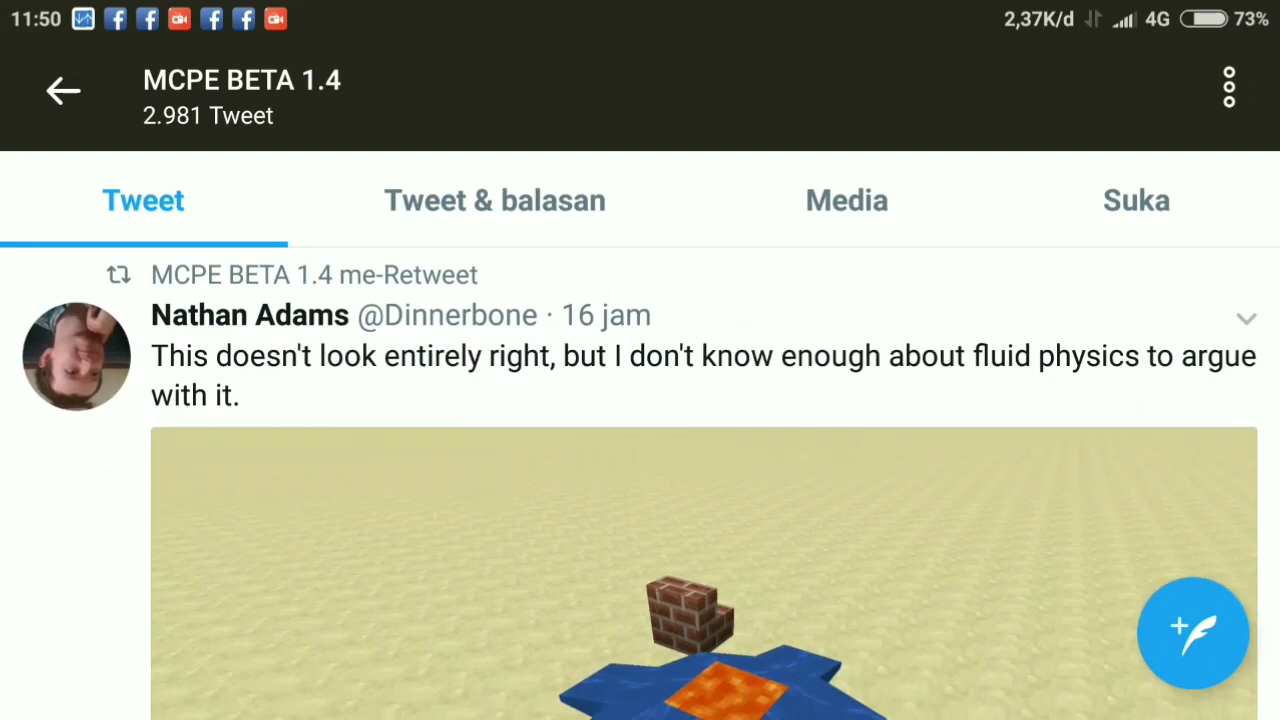 11:50 2,37K/d 4G 73%
MCPE BETA 1.4
2.981 Tweet
Tweet Tweet & balasan Media Suka
MCPE BETA 1.4 me-Retweet
Nathan Adams @Dinnerbone · 16 jam
This doesn't look entirely right, but I don't know enough about fluid physics to argue
with it.